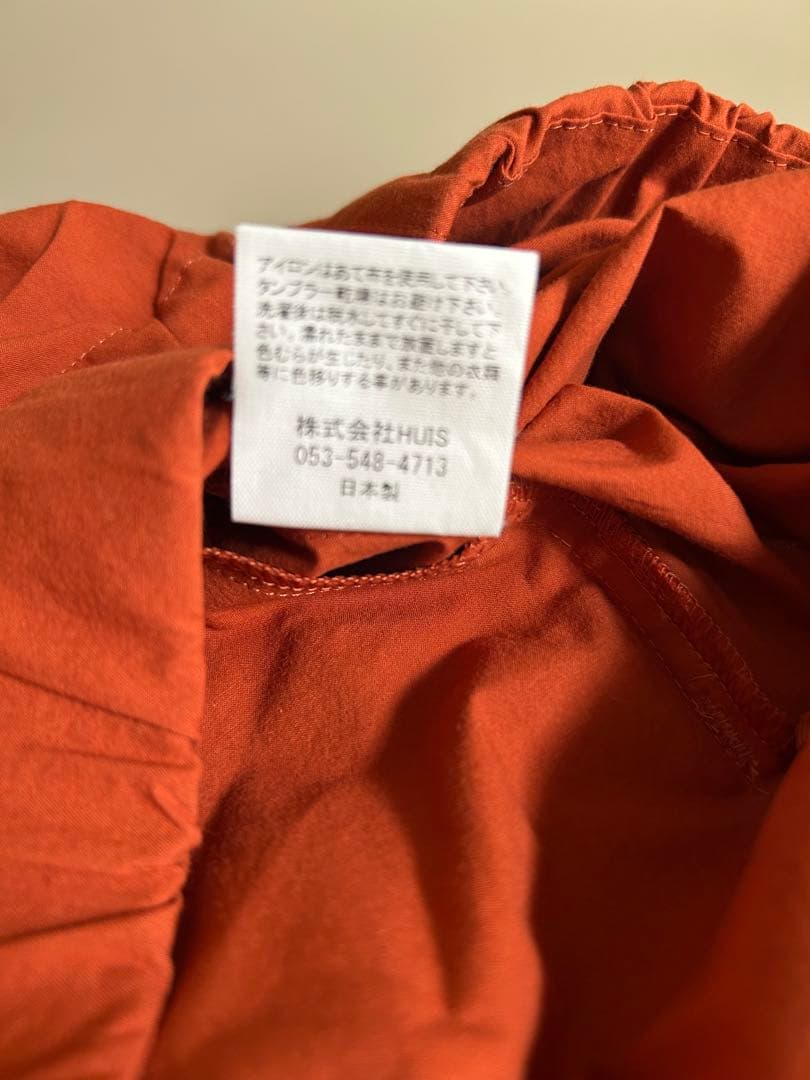 アイロンはあて布を使用して下さい。
タンブラー乾燥はお避け下さい。
洗濯後は脱水してすぐに干して下
さい。濡れたままで放置しますと
色むらが生じたり、また他の衣類
等に色移りする事があります。
株式会社HUIS
053-548-4713
日本製